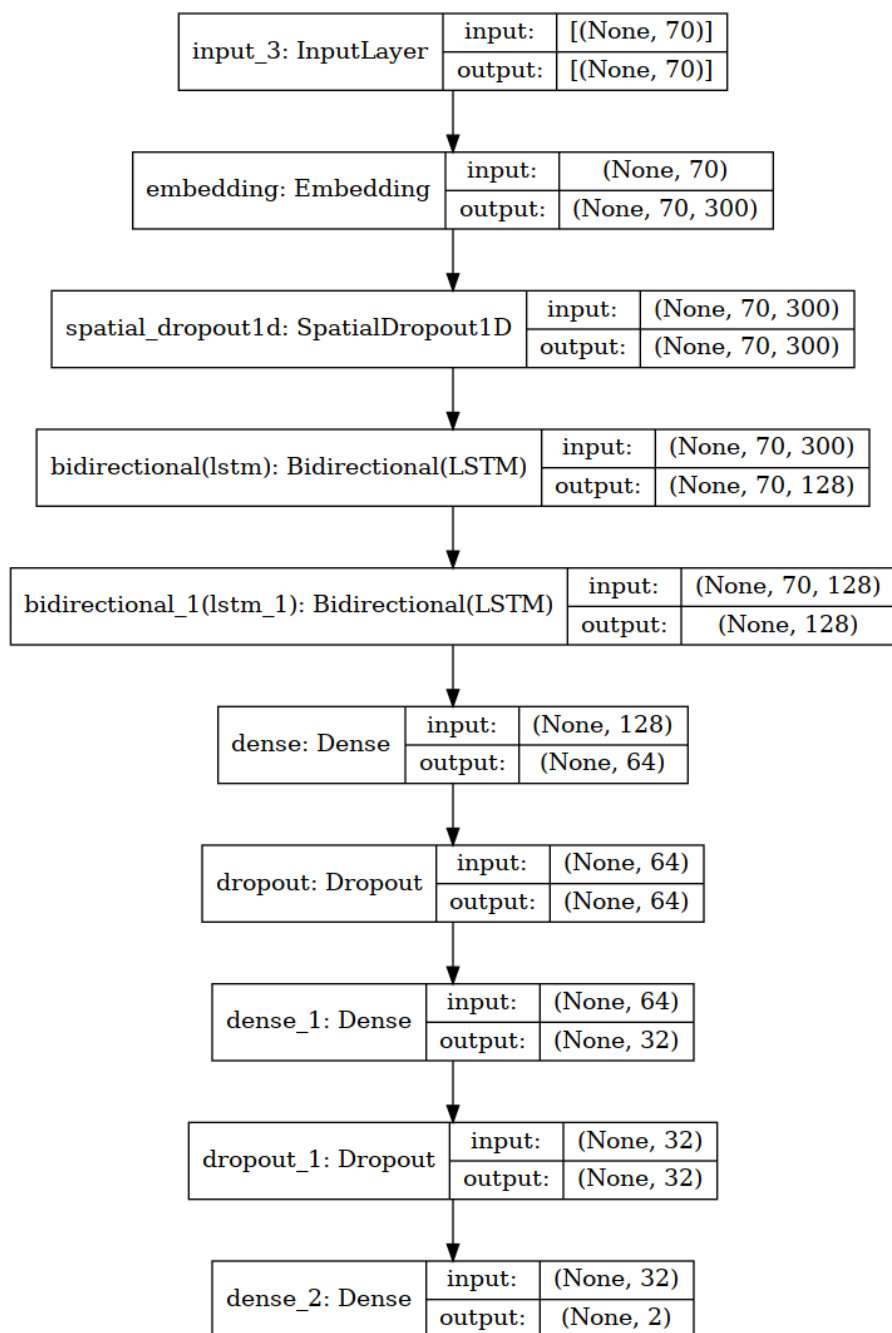 input_3: InputLayer
input: [(None, 70)]
output: [(None, 70)]
embedding: Embedding
input: (None, 70)
output: (None, 70, 300)
spatial_dropout1d: SpatialDropout1D
input: (None, 70, 300)
output: (None, 70, 300)
bidirectional(lstm): Bidirectional(LSTM)
input: (None, 70, 300)
output: (None, 70, 128)
bidirectional_1(lstm_1): Bidirectional(LSTM)
input: (None, 70, 128)
output: (None, 128)
dense: Dense
input: (None, 128)
output: (None, 64)
dropout: Dropout
input: (None, 64)
output: (None, 64)
dense_1: Dense
input: (None, 64)
output: (None, 32)
dropout_1: Dropout
input: (None, 32)
output: (None, 32)
dense_2: Dense
input: (None, 32)
output: (None, 2)